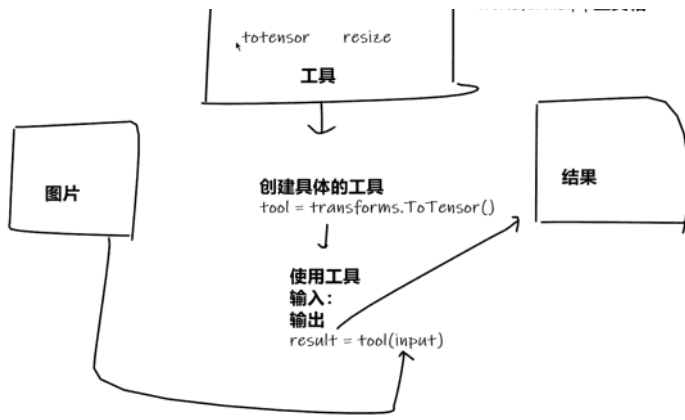 totensor resize
工具
图片
创建具体的工具
tool = transforms.ToTensor()
结果
使用工具
输入：
输出
result = tool(input)